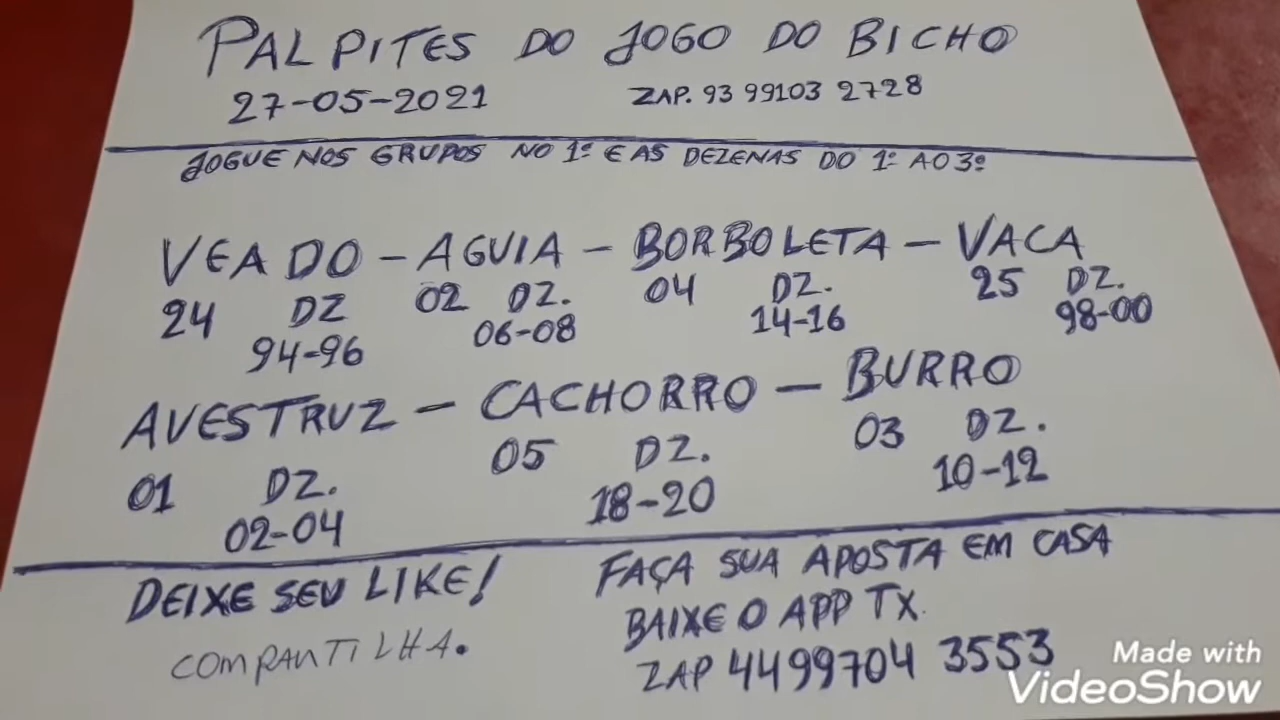 PALPITES DO JOGO DO BICHO
27-05-2021 ZAP. 93 99103 2728
JOGUE NOS GRUPOS NO 1º E AS DEZENAS DO 1º AO 3º
VEADO - AGUIA - BORBOLETA - VACA
24 DZ 02 DZ. 04 DZ. 25 DZ.
94-96 06-08 14-16 98-00
AVESTRUZ - CACHORRO - BURRO
01 DZ. 05 DZ. 03 DZ.
02-04 18-20 10-12
DEIXE SEU LIKE! FAÇA SUA APOSTA EM CASA
COMPARTILHA. BAIXE O APP TX.
ZAP 4499704 3553
Made with
VideoShow